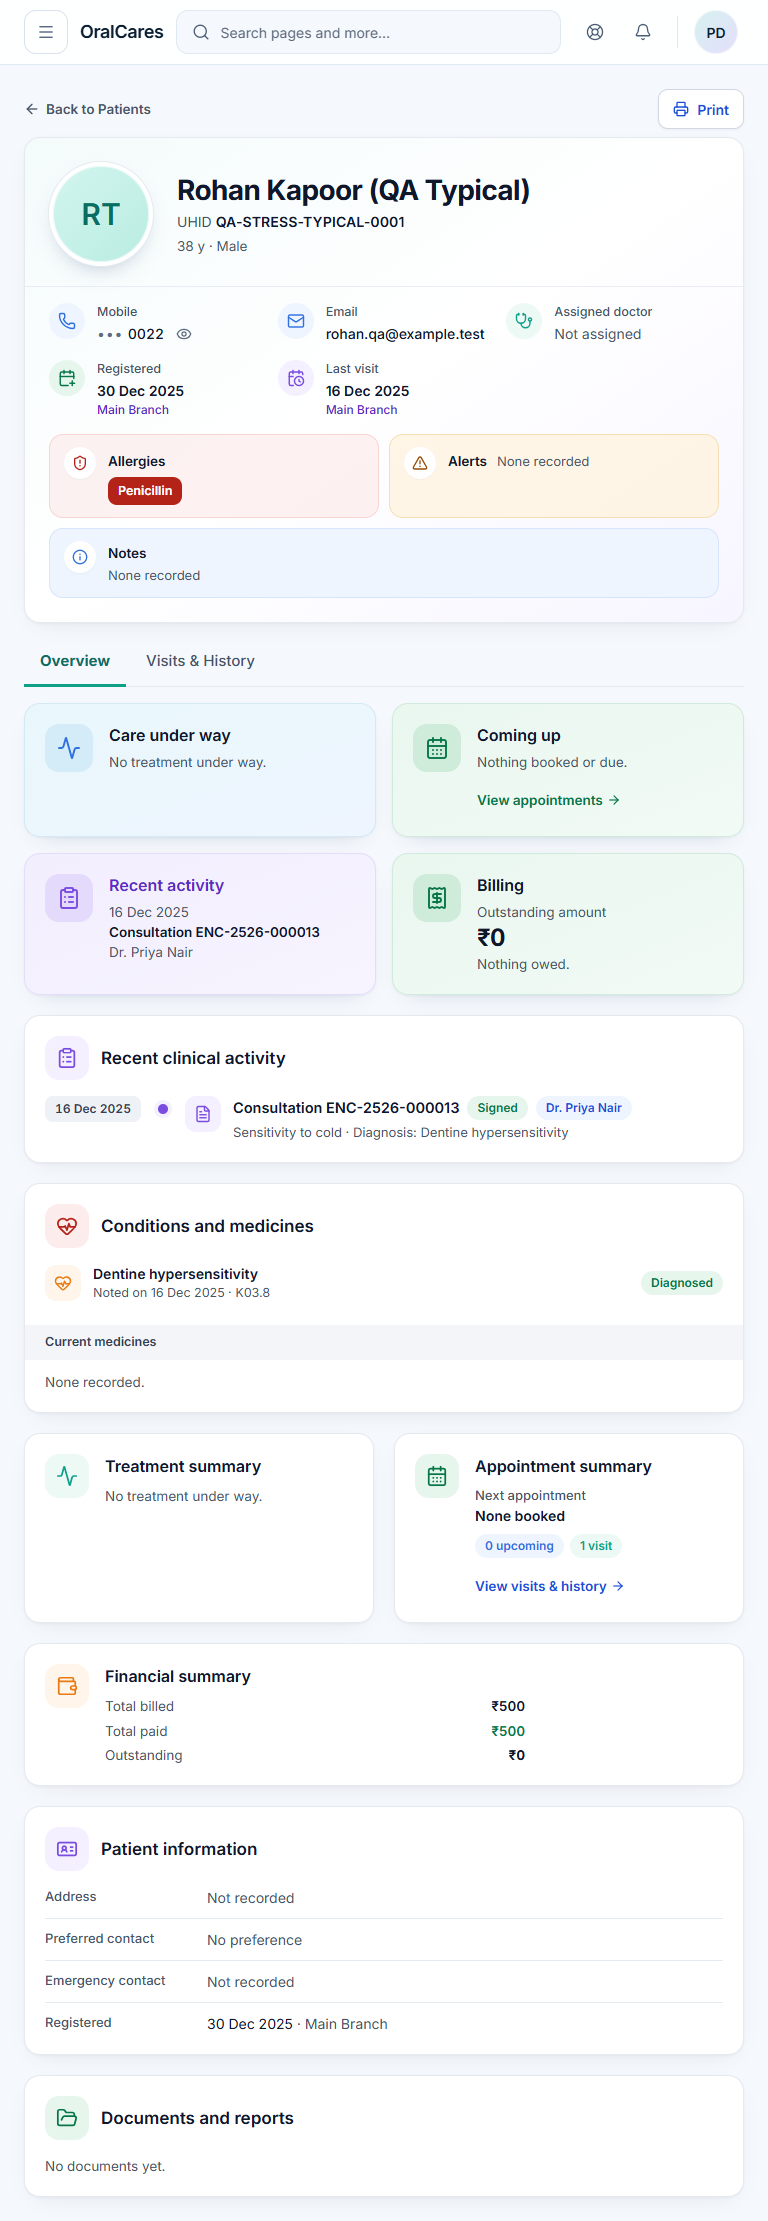 OralCares
Search pages and more...
PD
Back to Patients
Print
RT
Rohan Kapoor (QA Typical)
UHID QA-STRESS-TYPICAL-0001
38 y · Male
Mobile
••• 0022
Email
rohan.qa@example.test
Assigned doctor
Not assigned
Registered
30 Dec 2025
Main Branch
Last visit
16 Dec 2025
Main Branch
Allergies
Penicillin
Alerts None recorded
Notes
None recorded
Overview
Visits & History
Care under way
No treatment under way.
Coming up
Nothing booked or due.
View appointments →
Recent activity
16 Dec 2025
Consultation ENC-2526-000013
Dr. Priya Nair
Billing
Outstanding amount
₹0
Nothing owed.
Recent clinical activity
16 Dec 2025
Consultation ENC-2526-000013 Signed Dr. Priya Nair
Sensitivity to cold · Diagnosis: Dentine hypersensitivity
Conditions and medicines
Dentine hypersensitivity
Noted on 16 Dec 2025 · K03.8
Diagnosed
Current medicines
None recorded.
Treatment summary
No treatment under way.
Appointment summary
Next appointment
None booked
0 upcoming 1 visit
View visits & history →
Financial summary
Total billed ₹500
Total paid ₹500
Outstanding ₹0
Patient information
Address Not recorded
Preferred contact No preference
Emergency contact Not recorded
Registered 30 Dec 2025 · Main Branch
Documents and reports
No documents yet.